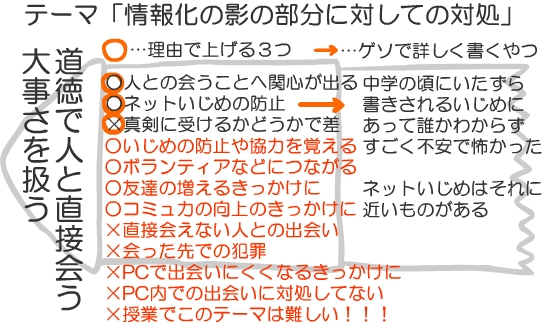 テーマ「情報化の影の部分に対しての対処」
○…理由で上げる3つ →…ゲソで詳しく書くやつ
道徳で人と直接会う
大事さを扱う
○人との会うことへ関心が出る
○ネットいじめの防止 →
×真剣に受けるかどうかで差
○いじめの防止や協力を覚える
○ボランティアなどにつながる
○友達の増えるきっかけに
○コミュ力の向上のきっかけに
×直接会えない人との出会い
×会った先での犯罪
×PCで出会いにくくなるきっかけに
×PC内での出会いに対処してない
×授業でこのテーマは難しい!!!
中学の頃にいたずら
書きされるいじめに
あって誰かわからず
すごく不安で怖かった
ネットいじめはそれに
近いものがある